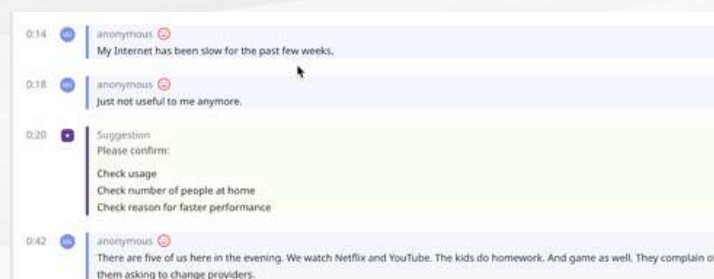 0:14 anonymous
My Internet has been slow for the past few weeks.
0:18 anonymous
Just not useful to me anymore.
0:20 Suggestion
Please confirm:
Check usage
Check number of people at home
Check reason for faster performance
0:42 anonymous
There are five of us here in the evening. We watch Netflix and YouTube. The kids do homework. And game as well. They complain
them asking to change providers.